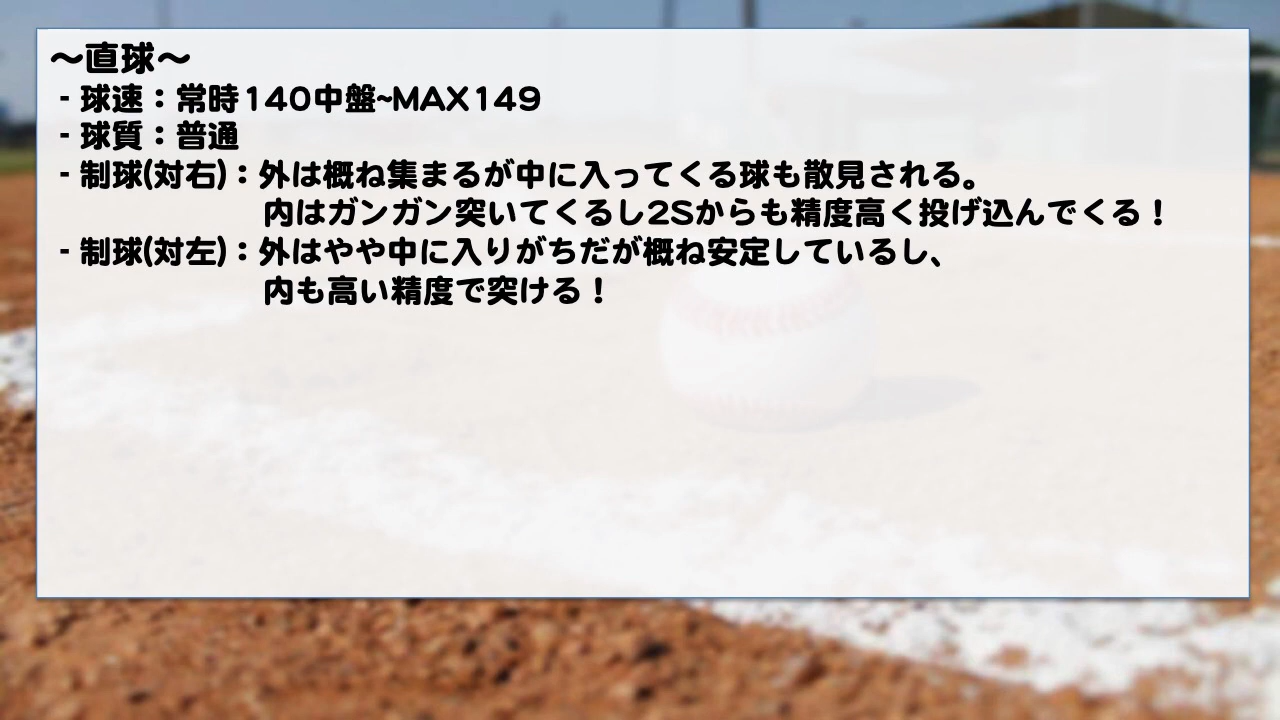 ～直球～
- 球速：常時140中盤~MAX149
- 球質：普通
- 制球(対右)：外は概ね集まるが中に入ってくる球も散見される。
内はガンガン突いてくるし2Sからも精度高く投げ込んでくる！
- 制球(対左)：外はやや中に入りがちだが概ね安定しているし、
内も高い精度で突ける！